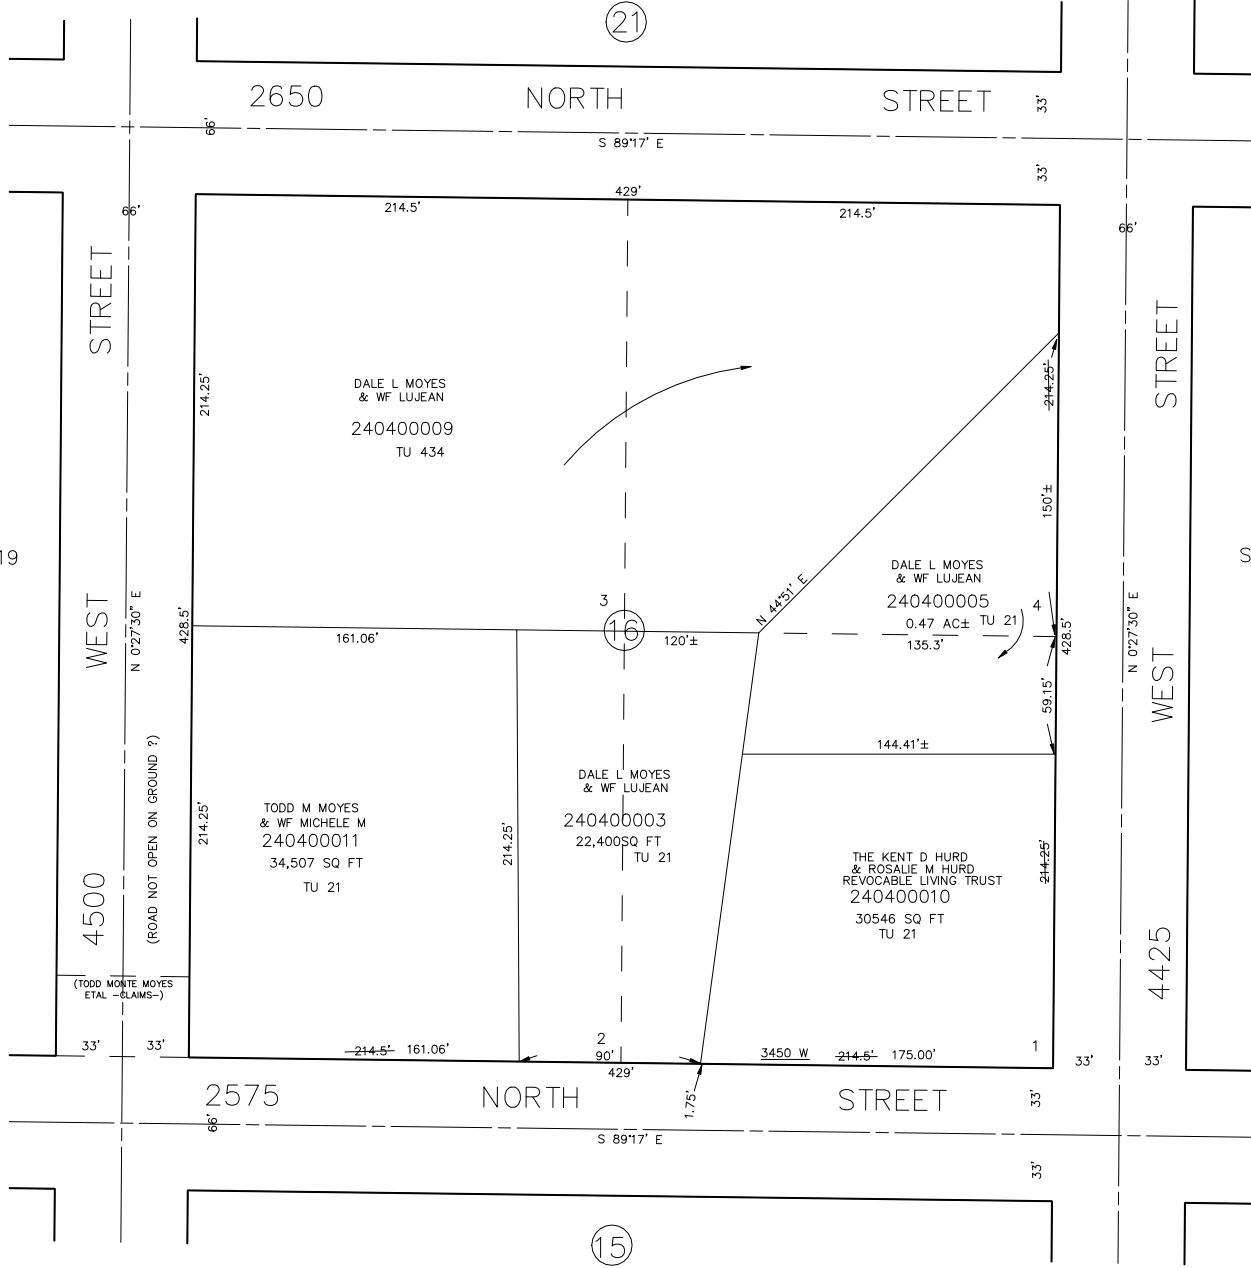 21
2650 NORTH STREET
33'
66'
S 89°17' E
33'
429'
66'
214.5'
214.5'
66'
STREET
STREET
214.25'
DALE L MOYES
& WF LUJEAN
240400009
TU 434
214.25'
150'±
19
S
DALE L MOYES
& WF LUJEAN
240400005
0.47 AC±
TU 21
135.3'
4
N 44°51' E
3
16
161.06'
120'±
428.5'
428.5'
N 0°27'30" E
N 0°27'30" E
WEST
WEST
59.15'
144.41'±
(ROAD NOT OPEN ON GROUND ?)
214.25'
TODD M MOYES
& WF MICHELE M
240400011
34,507 SQ FT
TU 21
214.25'
DALE L MOYES
& WF LUJEAN
240400003
22,400SQ FT
TU 21
THE KENT D HURD
& ROSALIE M HURD
REVOCABLE LIVING TRUST
240400010
30546 SQ FT
TU 21
214.25'
4500
4425
(TODD MONTE MOYES
ETAL -CLAIMS-)
33'
33'
214.5'
161.06'
2
90'
429'
3450 W
214.5'
175.00'
1
33'
33'
2575 NORTH STREET
1.75'
33'
66'
S 89°17' E
33'
15